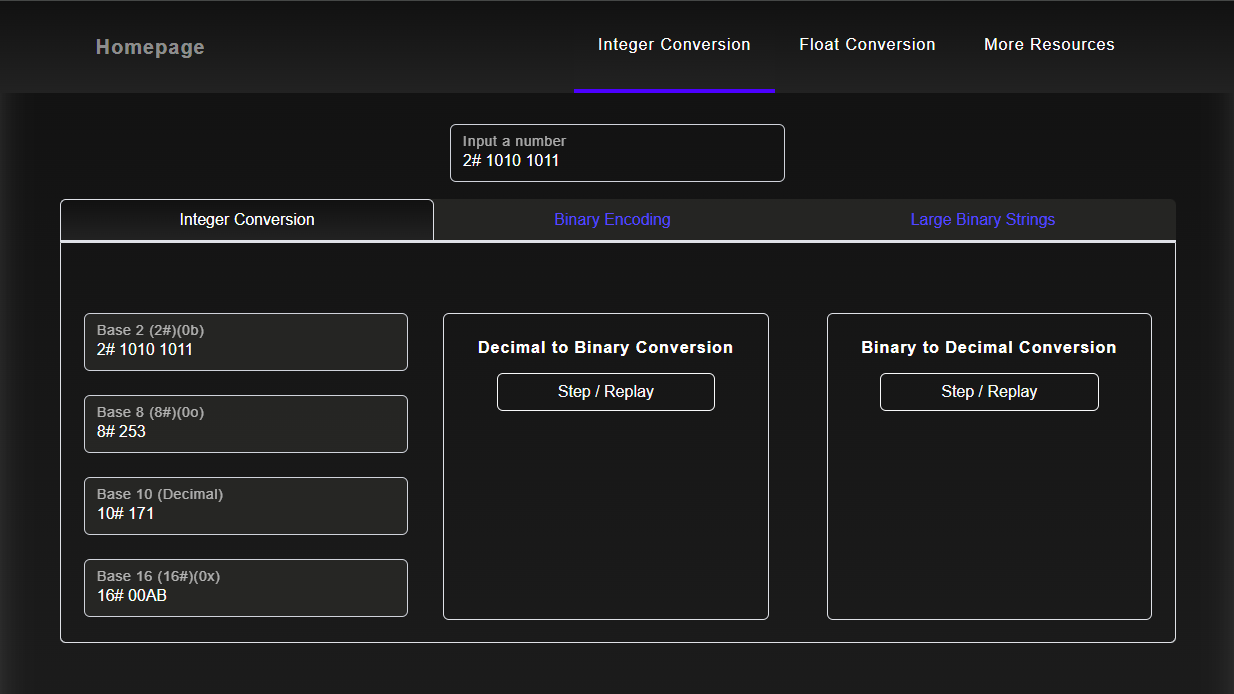 Homepage
Integer Conversion
Float Conversion
More Resources
Input a number
2# 1010 1011
Integer Conversion
Binary Encoding
Large Binary Strings
Base 2 (2#)(0b)
2# 1010 1011
Base 8 (8#)(0o)
8# 253
Base 10 (Decimal)
10# 171
Base 16 (16#)(0x)
16# 00AB
Decimal to Binary Conversion
Step / Replay
Binary to Decimal Conversion
Step / Replay